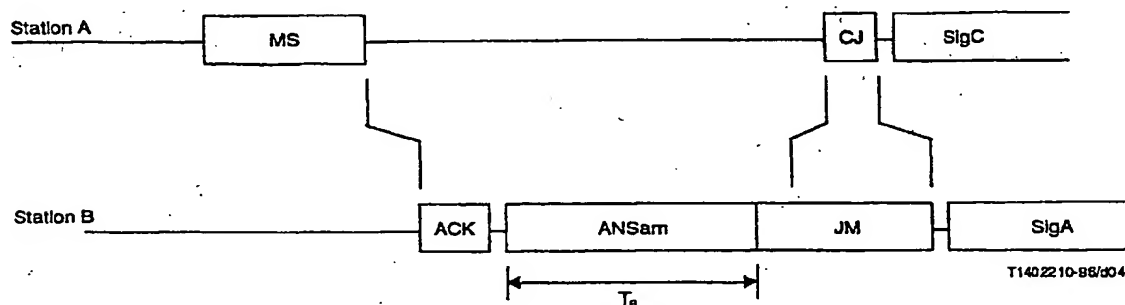 Station A
MS
CJ
SigC
Station B
ACK
ANSam
JM
SigA
Te
T1402210-96/d04